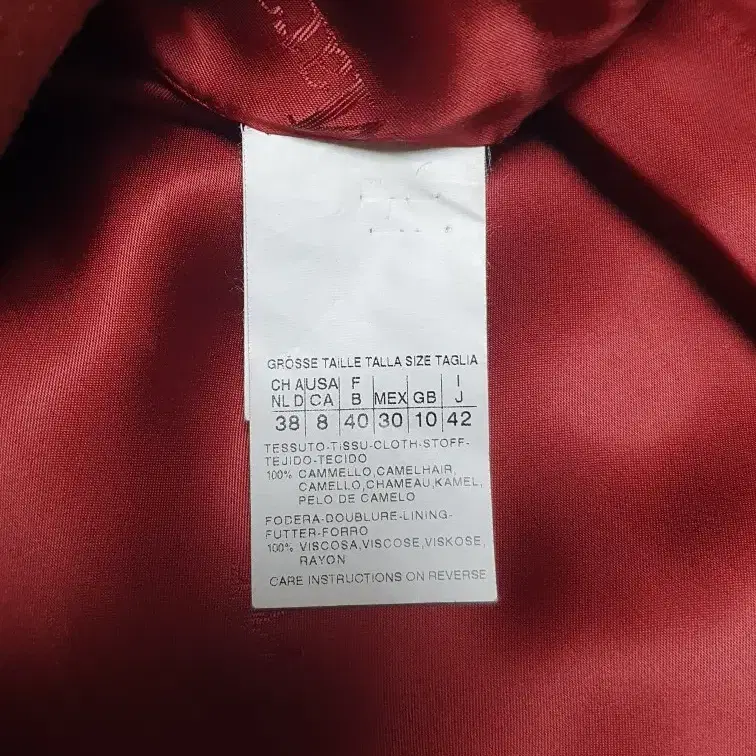 GRÖSSE TAILLE TALLA SIZE TAGLIA
CH A USA F I
NL D CA B MEX GB J
38 8 40 30 10 42
TESSUTO-TISSU-CLOTH-STOFF-
TEJIDO-TECIDO
100% CAMMELLO,CAMELHAIR,
CAMELLO,CHAMEAU,KAMEL,
PELO DE CAMELO
FODERA-DOUBLURE-LINING-
FUTTER-FORRO
100% VISCOSA,VISCOSE,VISKOSE,
RAYON
CARE INSTRUCTIONS ON REVERSE